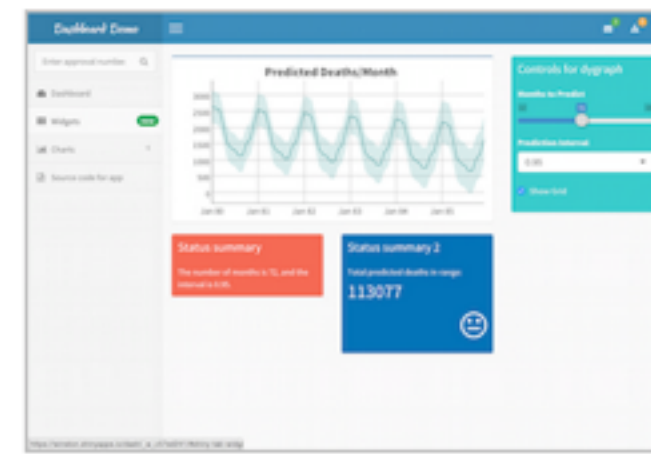 Dashboard Demo
Enter approval number
Dashboard
Widgets
Charts
Source code for app
Predicted Deaths/Month
3000
2500
2000
1500
1000
500
0
Jan 80
Jan 81
Jan 82
Jan 83
Jan 84
Jan 85
Controls for dygraph
Months to Predict
Prediction Interval
0.95
Show Grid
Status summary
The number of months is 72, and the
interval is 0.95.
Status summary 2
Total predicted deaths in range:
113077